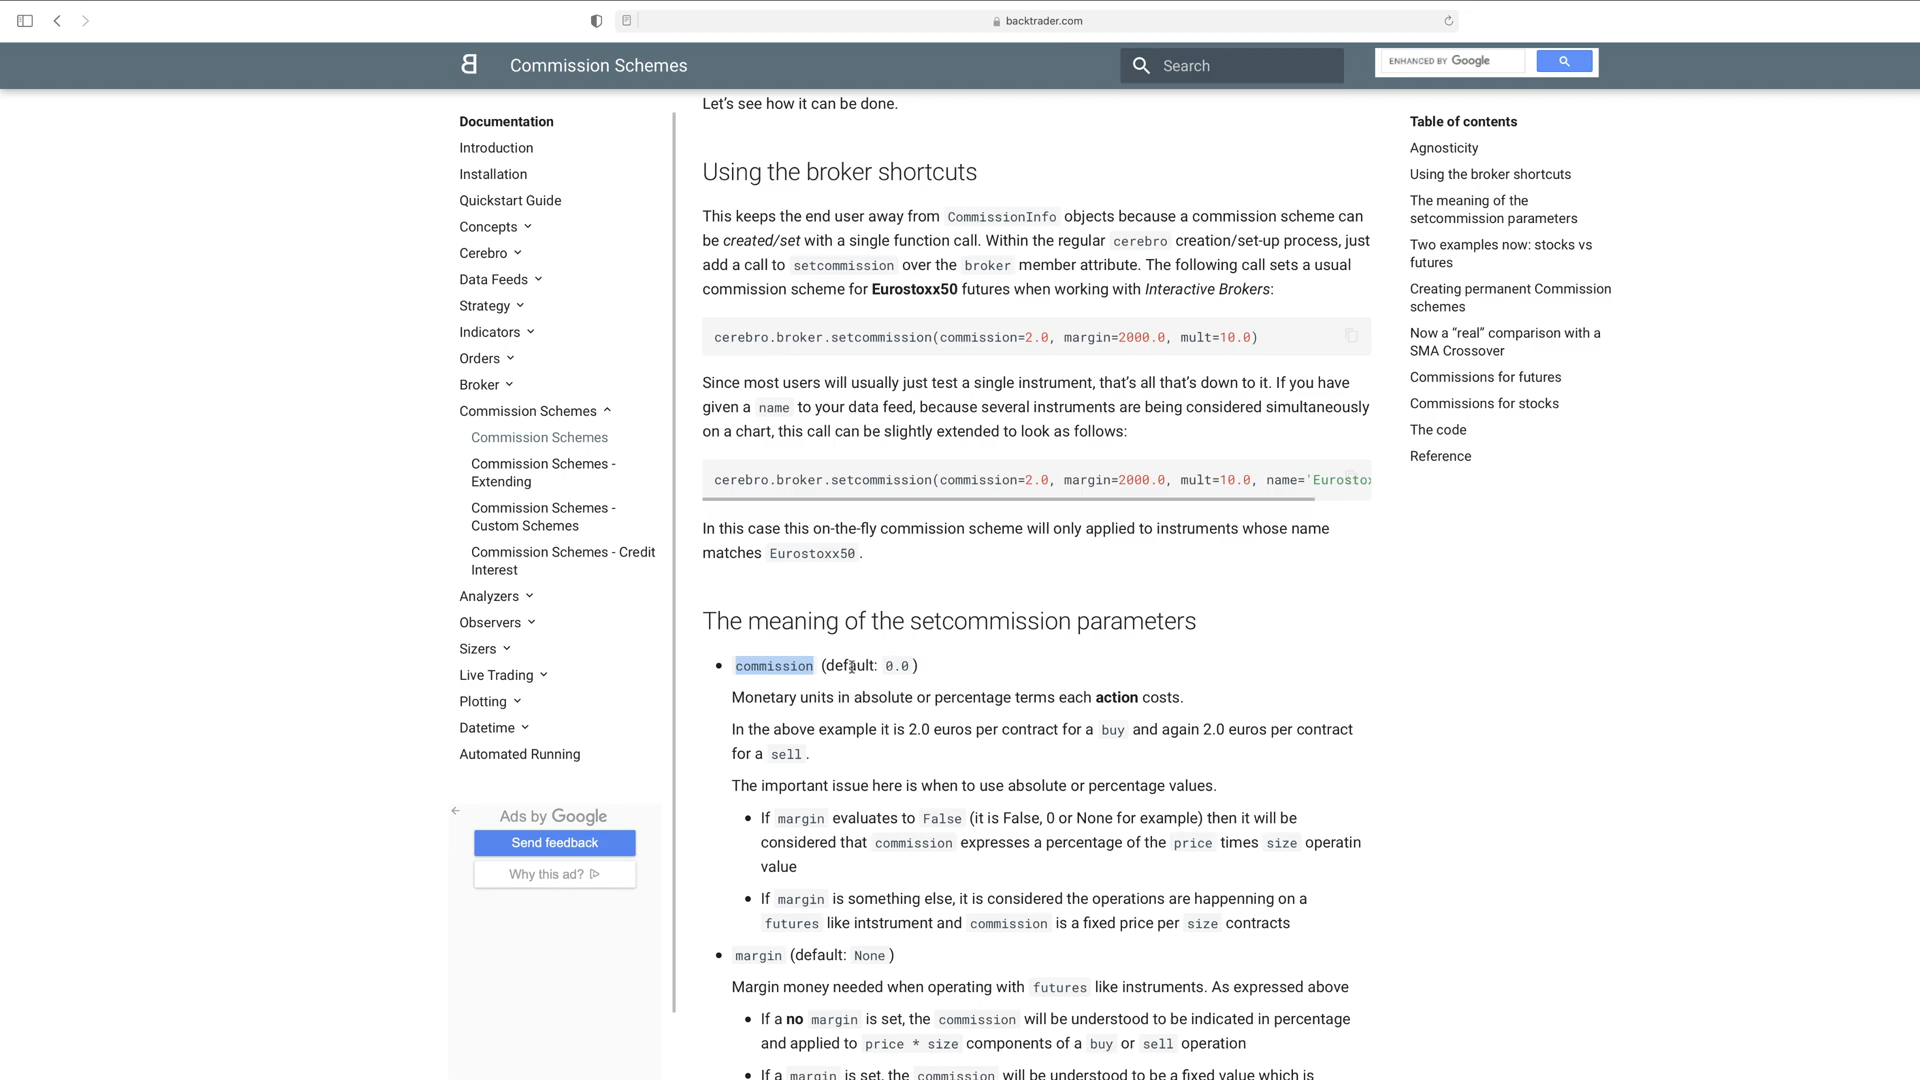 backtrader.com
Commission Schemes
Search
ENHANCED BY Google
Documentation
Introduction
Installation
Quickstart Guide
Concepts
Cerebro
Data Feeds
Strategy
Indicators
Orders
Broker
Commission Schemes
Commission Schemes
Commission Schemes -
Extending
Commission Schemes -
Custom Schemes
Commission Schemes - Credit
Interest
Analyzers
Observers
Sizers
Live Trading
Plotting
Datetime
Automated Running
Ads by Google
Send feedback
Why this ad?
Let's see how it can be done.
Using the broker shortcuts
This keeps the end user away from CommissionInfo objects because a commission scheme can
be created/set with a single function call. Within the regular cerebro creation/set-up process, just
add a call to setcommission over the broker member attribute. The following call sets a usual
commission scheme for Eurostoxx50 futures when working with Interactive Brokers:
cerebro.broker.setcommission(commission=2.0, margin=2000.0, mult=10.0)
Since most users will usually just test a single instrument, that's all that's down to it. If you have
given a name to your data feed, because several instruments are being considered simultaneously
on a chart, this call can be slightly extended to look as follows:
cerebro.broker.setcommission(commission=2.0, margin=2000.0, mult=10.0, name='Eurostox
In this case this on-the-fly commission scheme will only applied to instruments whose name
matches Eurostoxx50.
The meaning of the setcommission parameters
commission (default: 0.0)
Monetary units in absolute or percentage terms each action costs.
In the above example it is 2.0 euros per contract for a buy and again 2.0 euros per contract
for a sell.
The important issue here is when to use absolute or percentage values.
If margin evaluates to False (it is False, 0 or None for example) then it will be
considered that commission expresses a percentage of the price times size operatin
value
If margin is something else, it is considered the operations are happenning on a
futures like intstrument and commission is a fixed price per size contracts
margin (default: None)
Margin money needed when operating with futures like instruments. As expressed above
If a no margin is set, the commission will be understood to be indicated in percentage
and applied to price * size components of a buy or sell operation
If a margin is set, the commission will be understood to be a fixed value which is
Table of contents
Agnosticity
Using the broker shortcuts
The meaning of the
setcommission parameters
Two examples now: stocks vs
futures
Creating permanent Commission
schemes
Now a “real” comparison with a
SMA Crossover
Commissions for futures
Commissions for stocks
The code
Reference